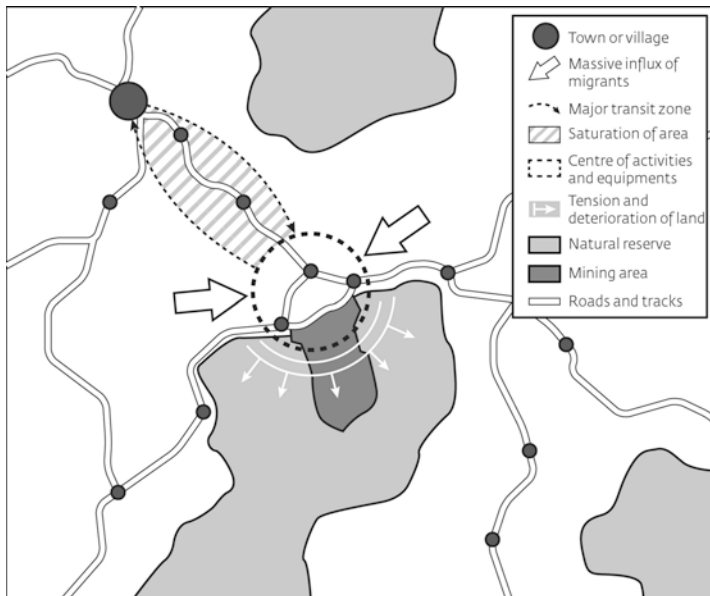 Town or village
Massive influx of
migrants
Major transit zone
Saturation of area
Centre of activities
and equipments
Tension and
deterioration of land
Natural reserve
Mining area
Roads and tracks